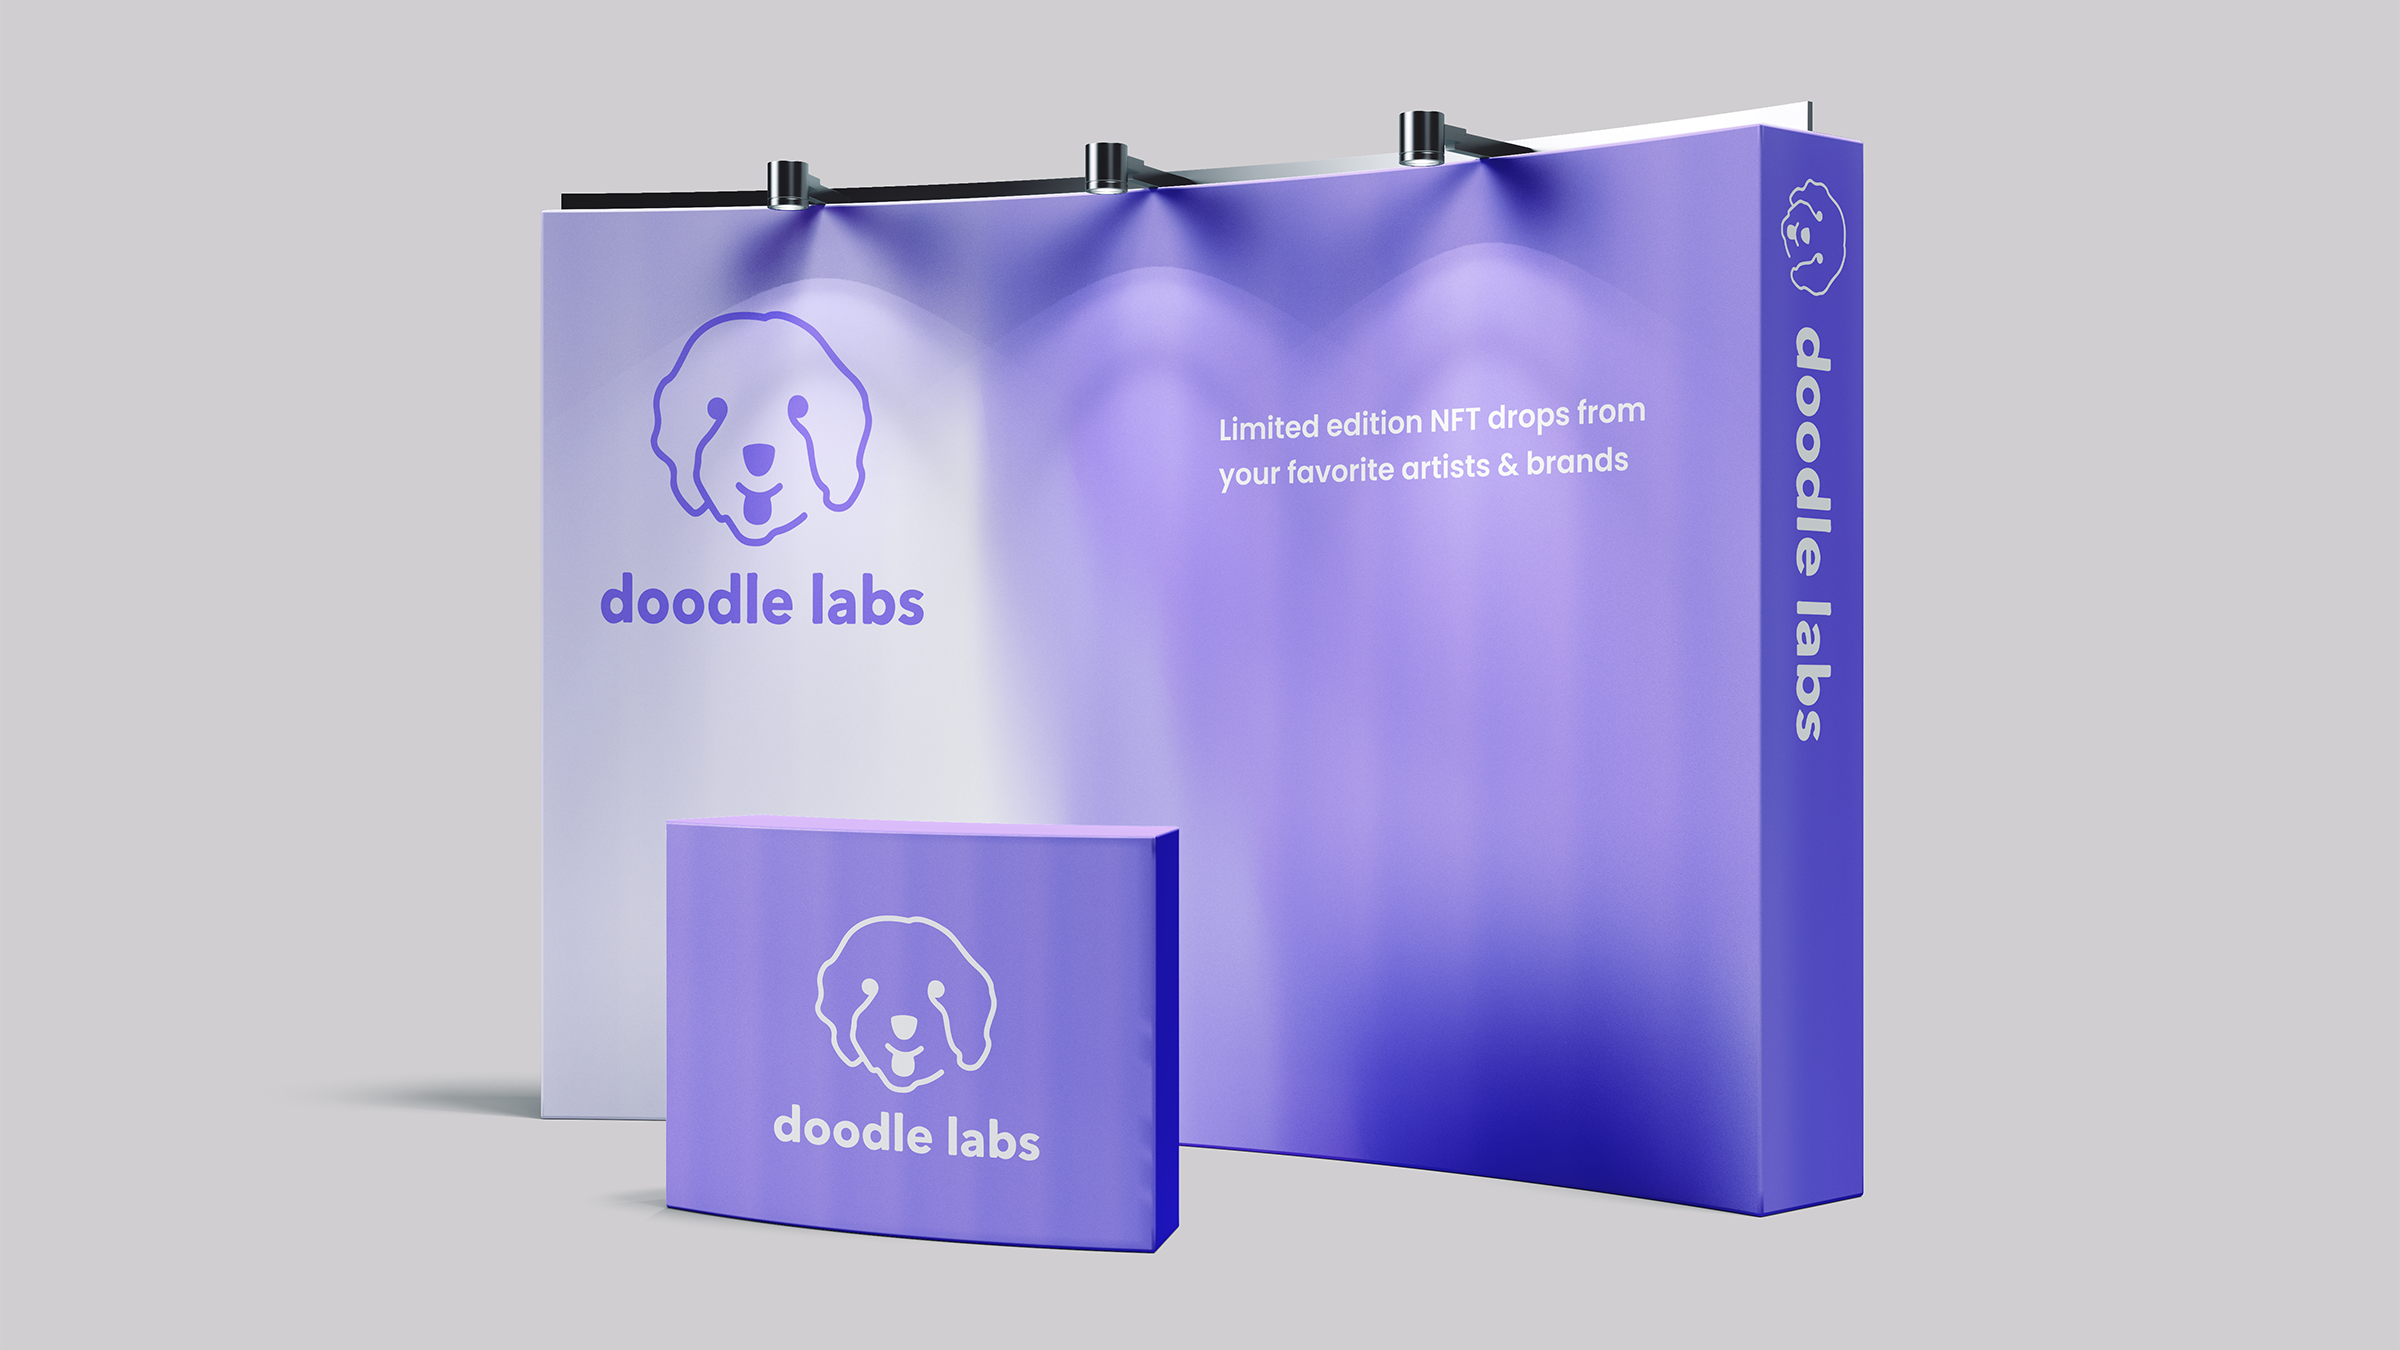 doodle labs
Limited edition NFT drops from
your favorite artists & brands
doodle labs
doodle labs